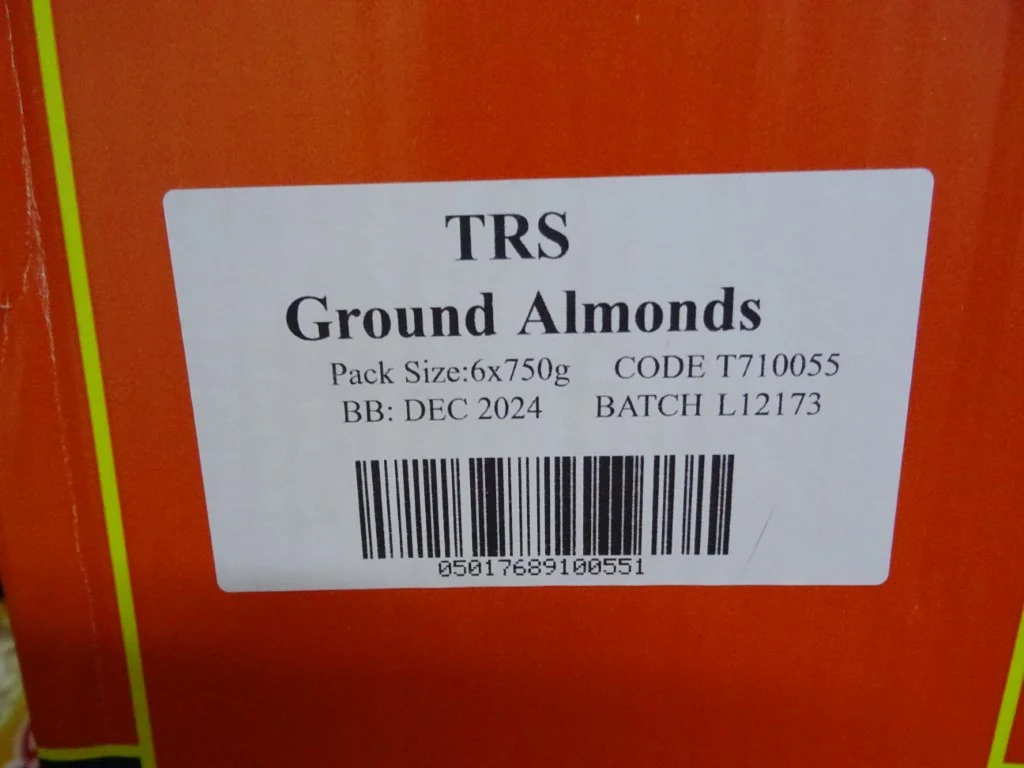 TRS
Ground Almonds
Pack Size:6x750g CODE T710055
BB: DEC 2024 BATCH L12173
05017689100551